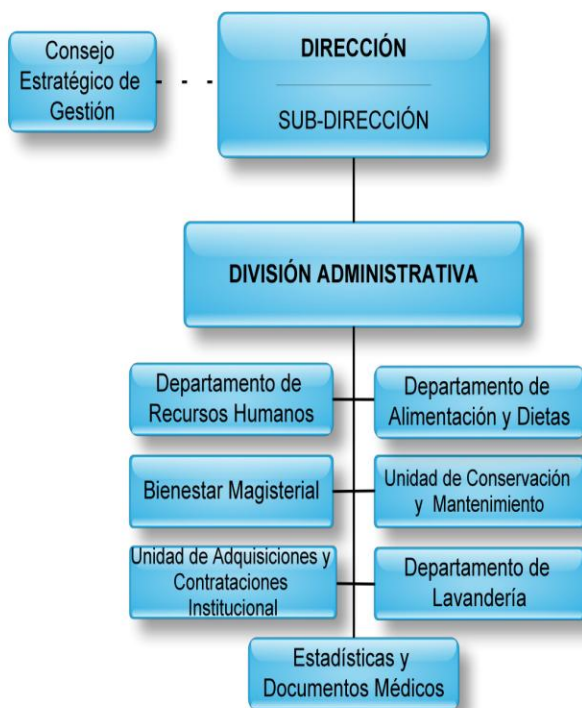 Consejo
Estratégico de
Gestión
DIRECCIÓN
SUB-DIRECCIÓN
DIVISIÓN ADMINISTRATIVA
Departamento de
Recursos Humanos
Departamento de
Alimentación y Dietas
Bienestar Magisterial
Unidad de Conservación
y Mantenimiento
Unidad de Adquisiciones y
Contrataciones
Institucional
Departamento de
Lavandería
Estadísticas y
Documentos Médicos